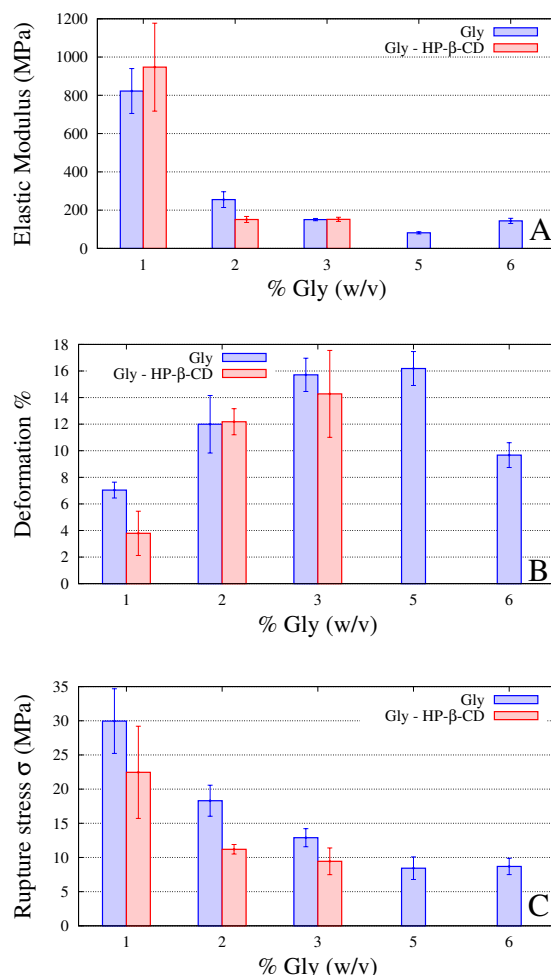 1200
1000
800
600
400
200
0
Elastic Modulus (MPa)
Gly
Gly - HP-β-CD
A
1 2 3 5 6
% Gly (w/v)
18
16
14
12
10
8
6
4
2
0
Deformation %
Gly
Gly - HP-β-CD
B
1 2 3 5 6
% Gly (w/v)
35
30
25
20
15
10
5
0
Rupture stress σ (MPa)
Gly
Gly - HP-β-CD
C
1 2 3 5 6
% Gly (w/v)